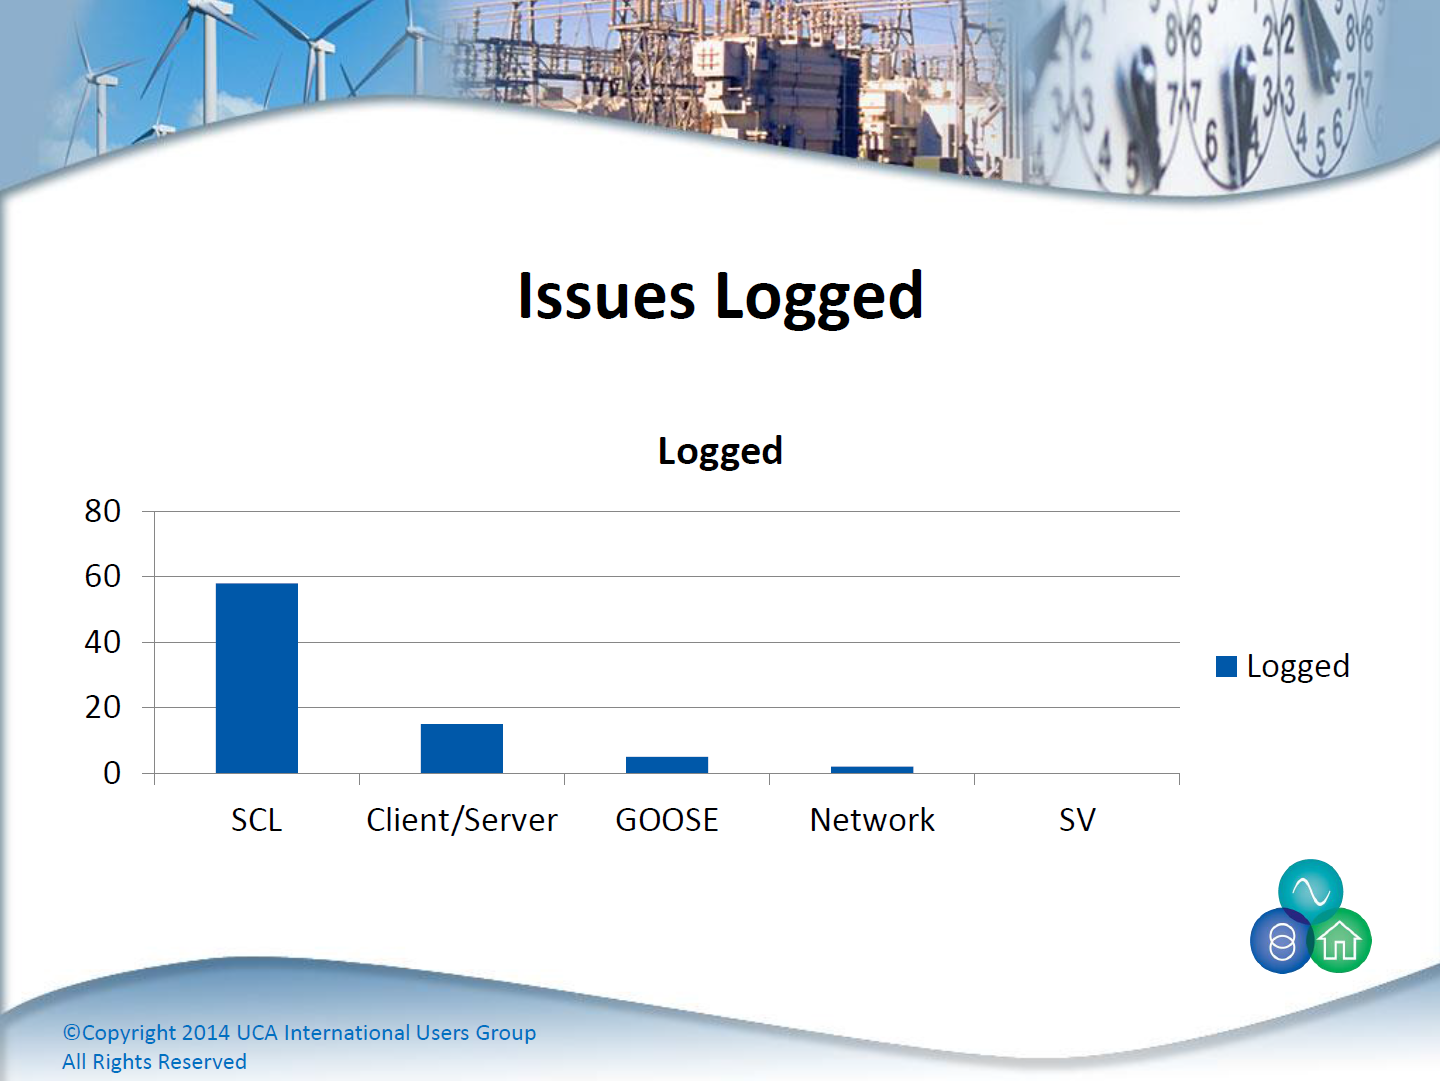 Issues Logged
Logged
80
60
40
20
0
SCL
Client/Server
GOOSE
Network
SV
Logged
©Copyright 2014 UCA International Users Group
All Rights Reserved